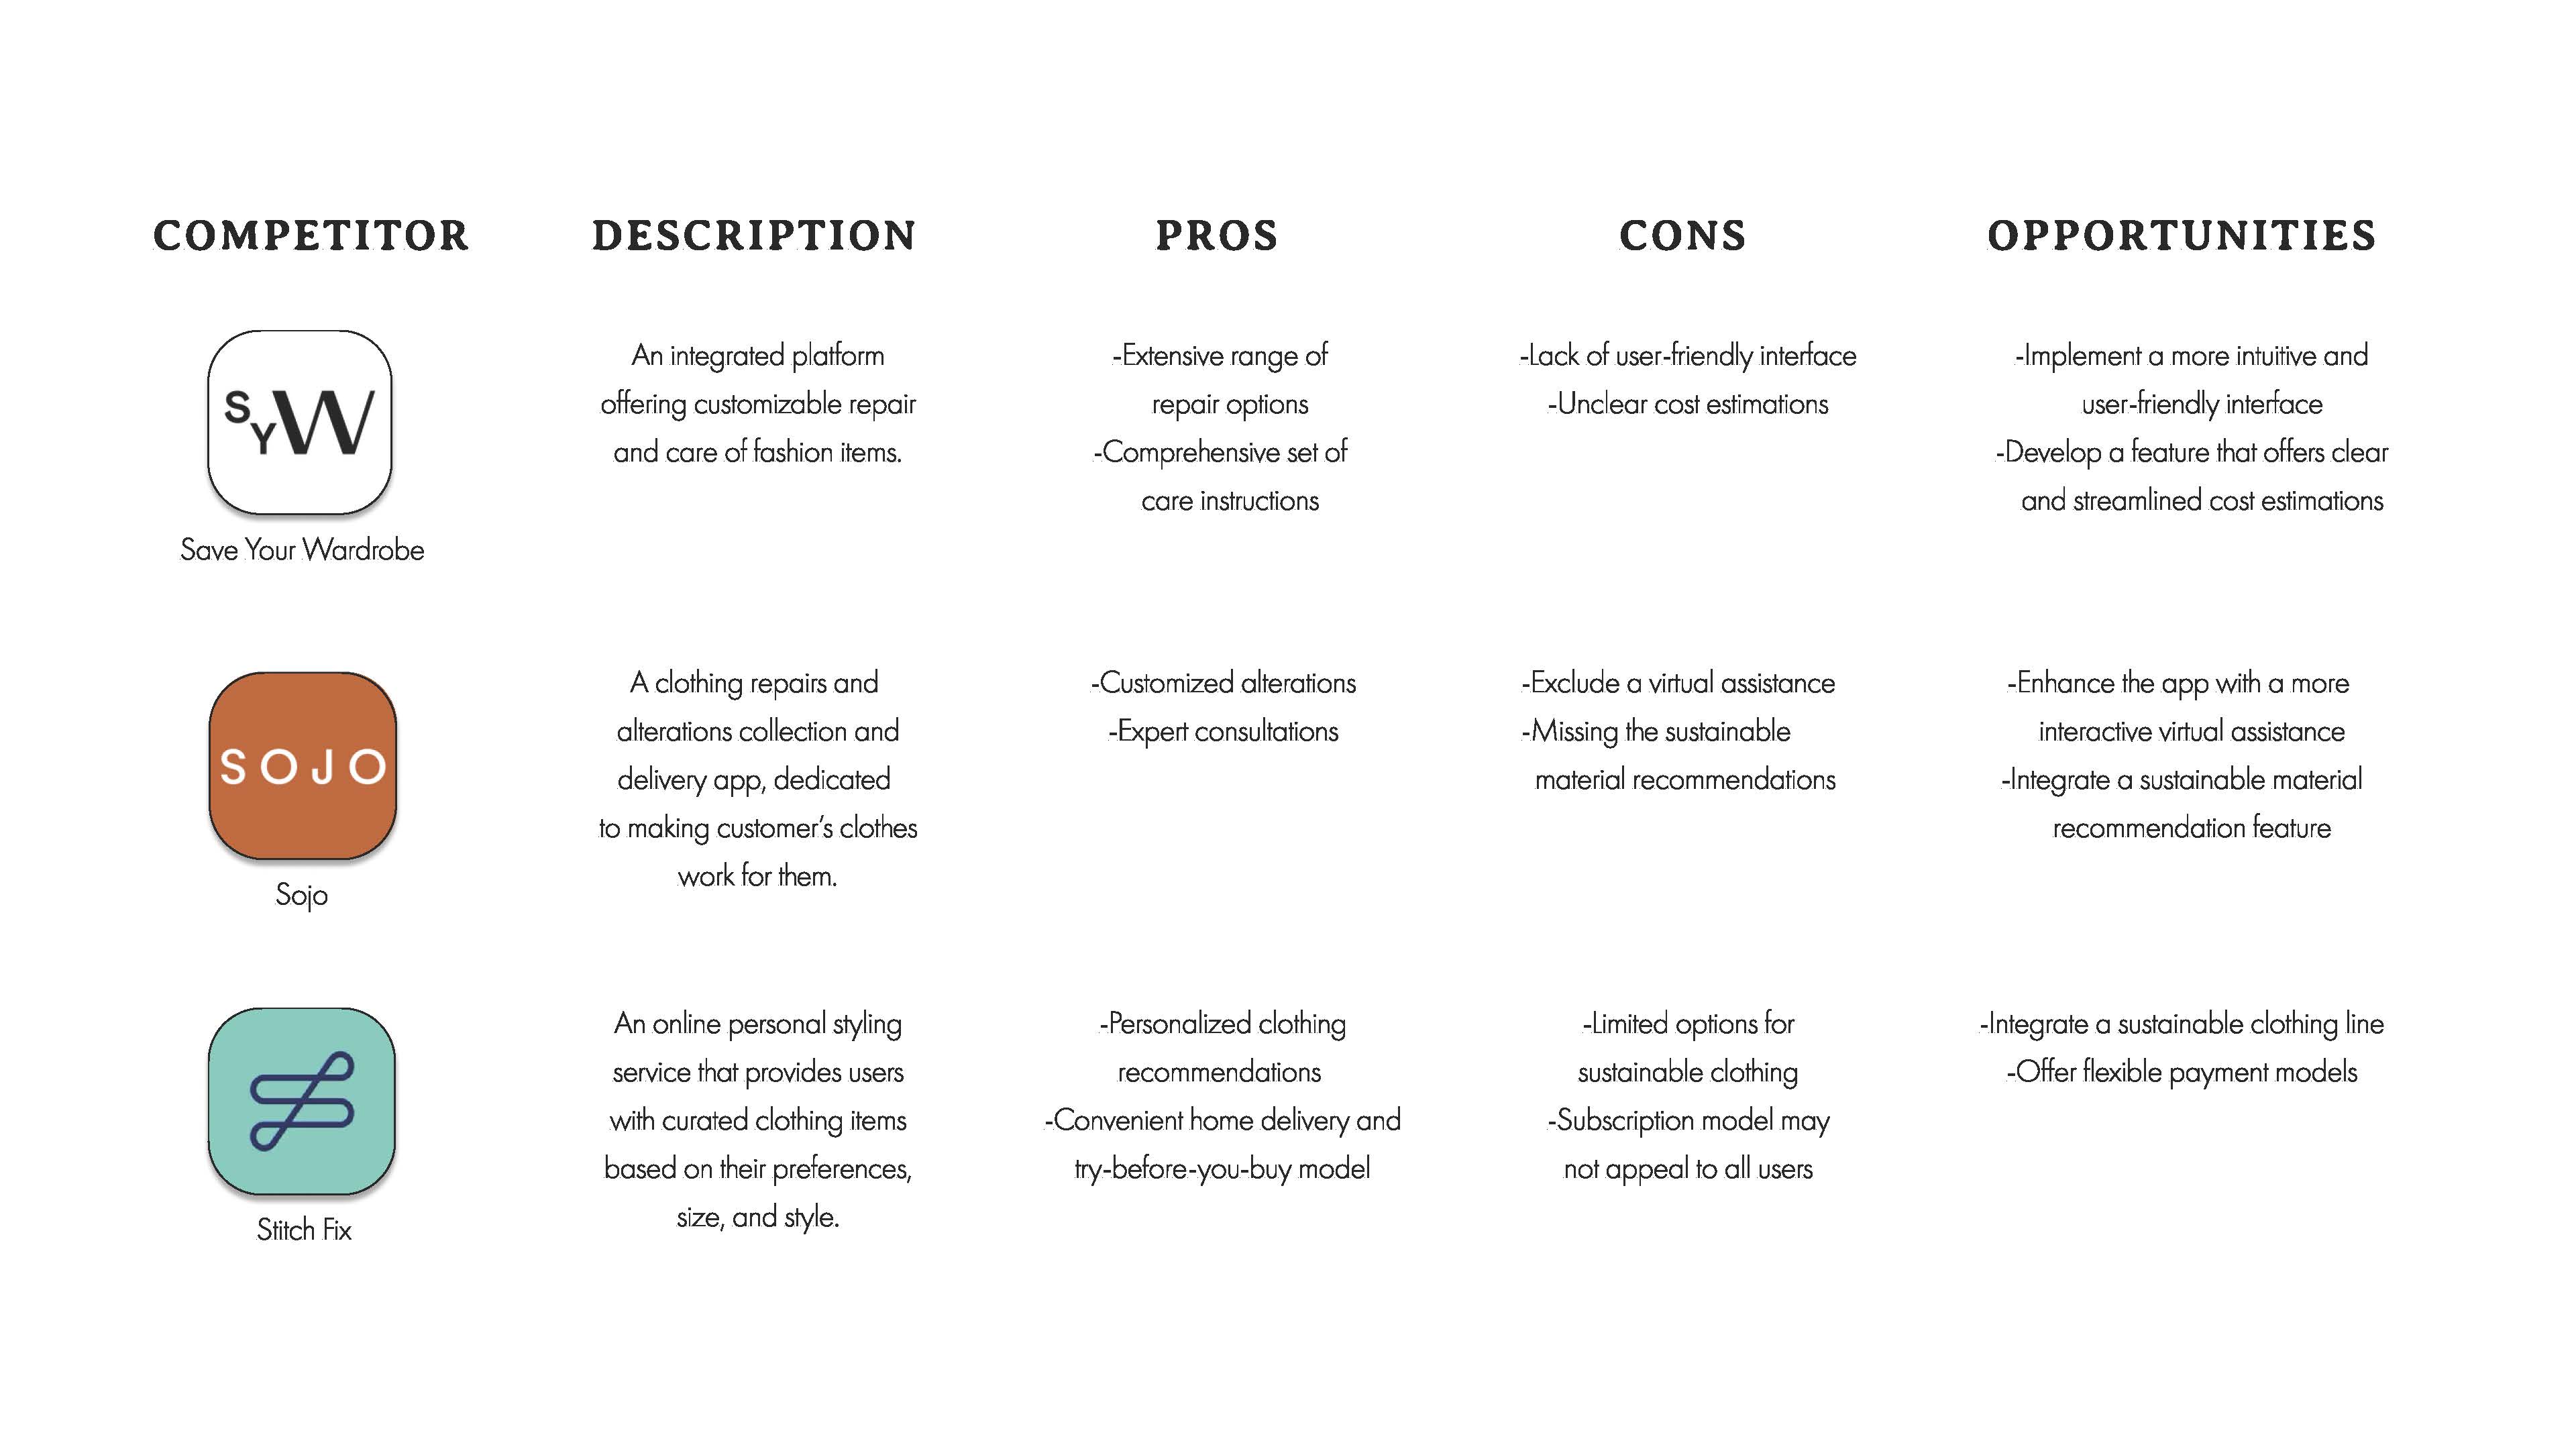 COMPETITOR
DESCRIPTION
PROS
CONS
OPPORTUNITIES
SYW
Save Your Wardrobe
An integrated platform
offering customizable repair
and care of fashion items.
-Extensive range of
repair options
-Comprehensive set of
care instructions
-Lack of user-friendly interface
-Unclear cost estimations
-Implement a more intuitive and
user-friendly interface
-Develop a feature that offers clear
and streamlined cost estimations
SOJO
Sojo
A clothing repairs and
alterations collection and
delivery app, dedicated
to making customer's clothes
work for them.
-Customized alterations
-Expert consultations
-Exclude a virtual assistance
-Missing the sustainable
material recommendations
-Enhance the app with a more
interactive virtual assistance
-Integrate a sustainable material
recommendation feature
Stitch Fix
An online personal styling
service that provides users
with curated clothing items
based on their preferences,
size, and style.
-Personalized clothing
recommendations
-Convenient home delivery and
try-before-you-buy model
-Limited options for
sustainable clothing
-Subscription model may
not appeal to all users
-Integrate a sustainable clothing line
-Offer flexible payment models